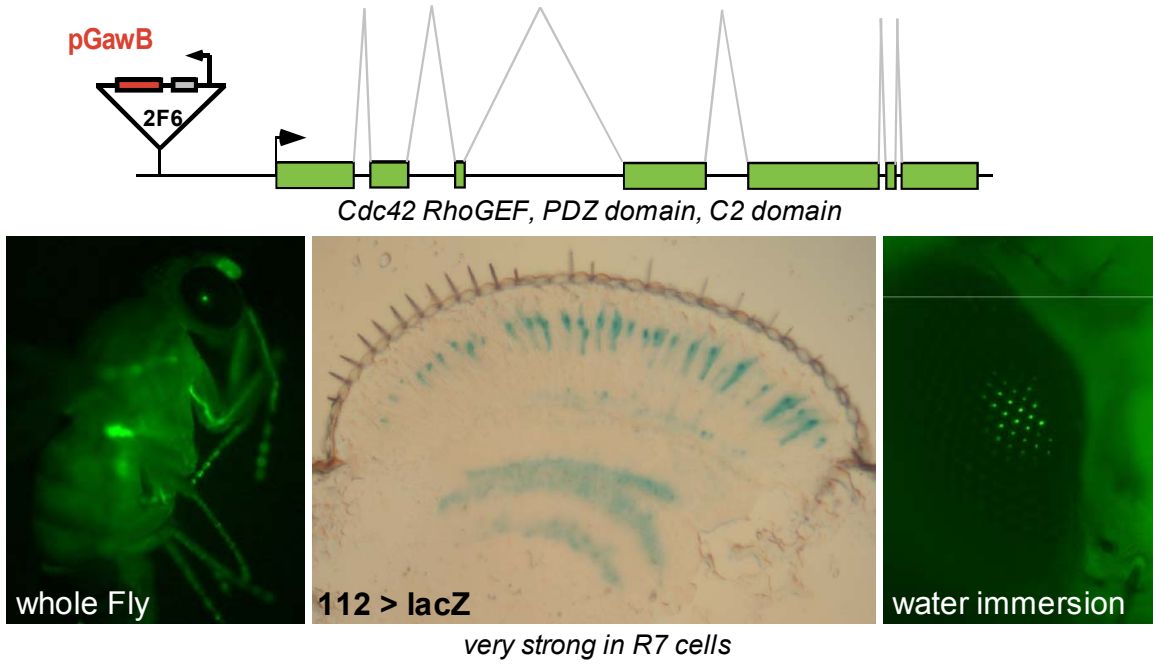 pGawB
2F6
Cdc42 RhoGEF, PDZ domain, C2 domain
whole Fly
112 > lacZ
water immersion
very strong in R7 cells